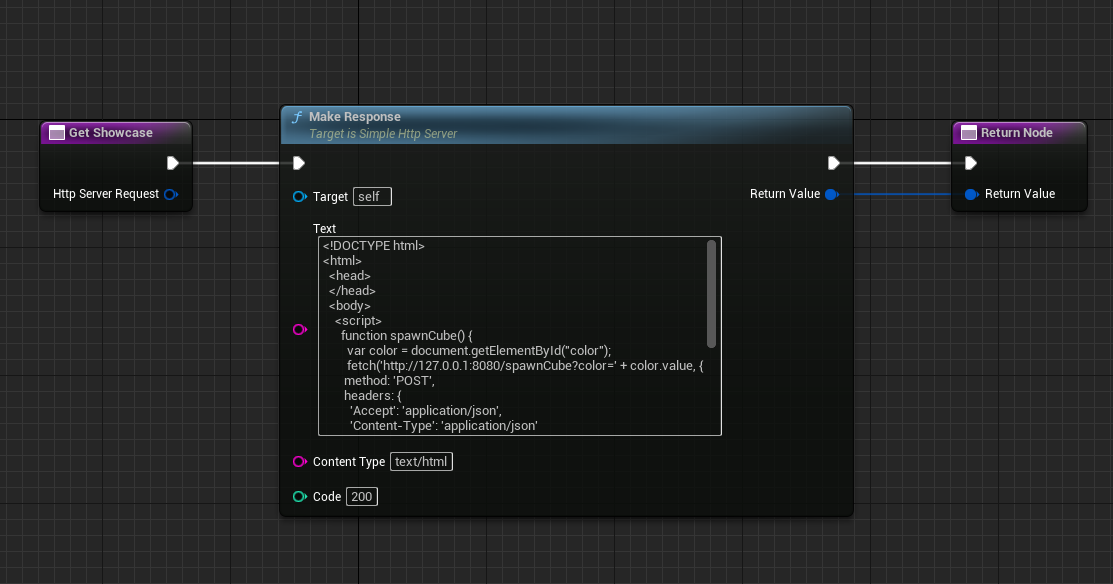 Get Showcase
Http Server Request
f Make Response
Target is Simple Http Server
Target self
Return Value
Text
<!DOCTYPE html>
<html>
<head>
</head>
<body>
<script>
function spawnCube() {
var color = document.getElementById("color");
fetch('http://127.0.0.1:8080/spawnCube?color=' + color.value, {
method: 'POST',
headers: {
'Accept': 'application/json',
'Content-Type': 'application/json'
Content Type text/html
Code 200
Return Node
Return Value